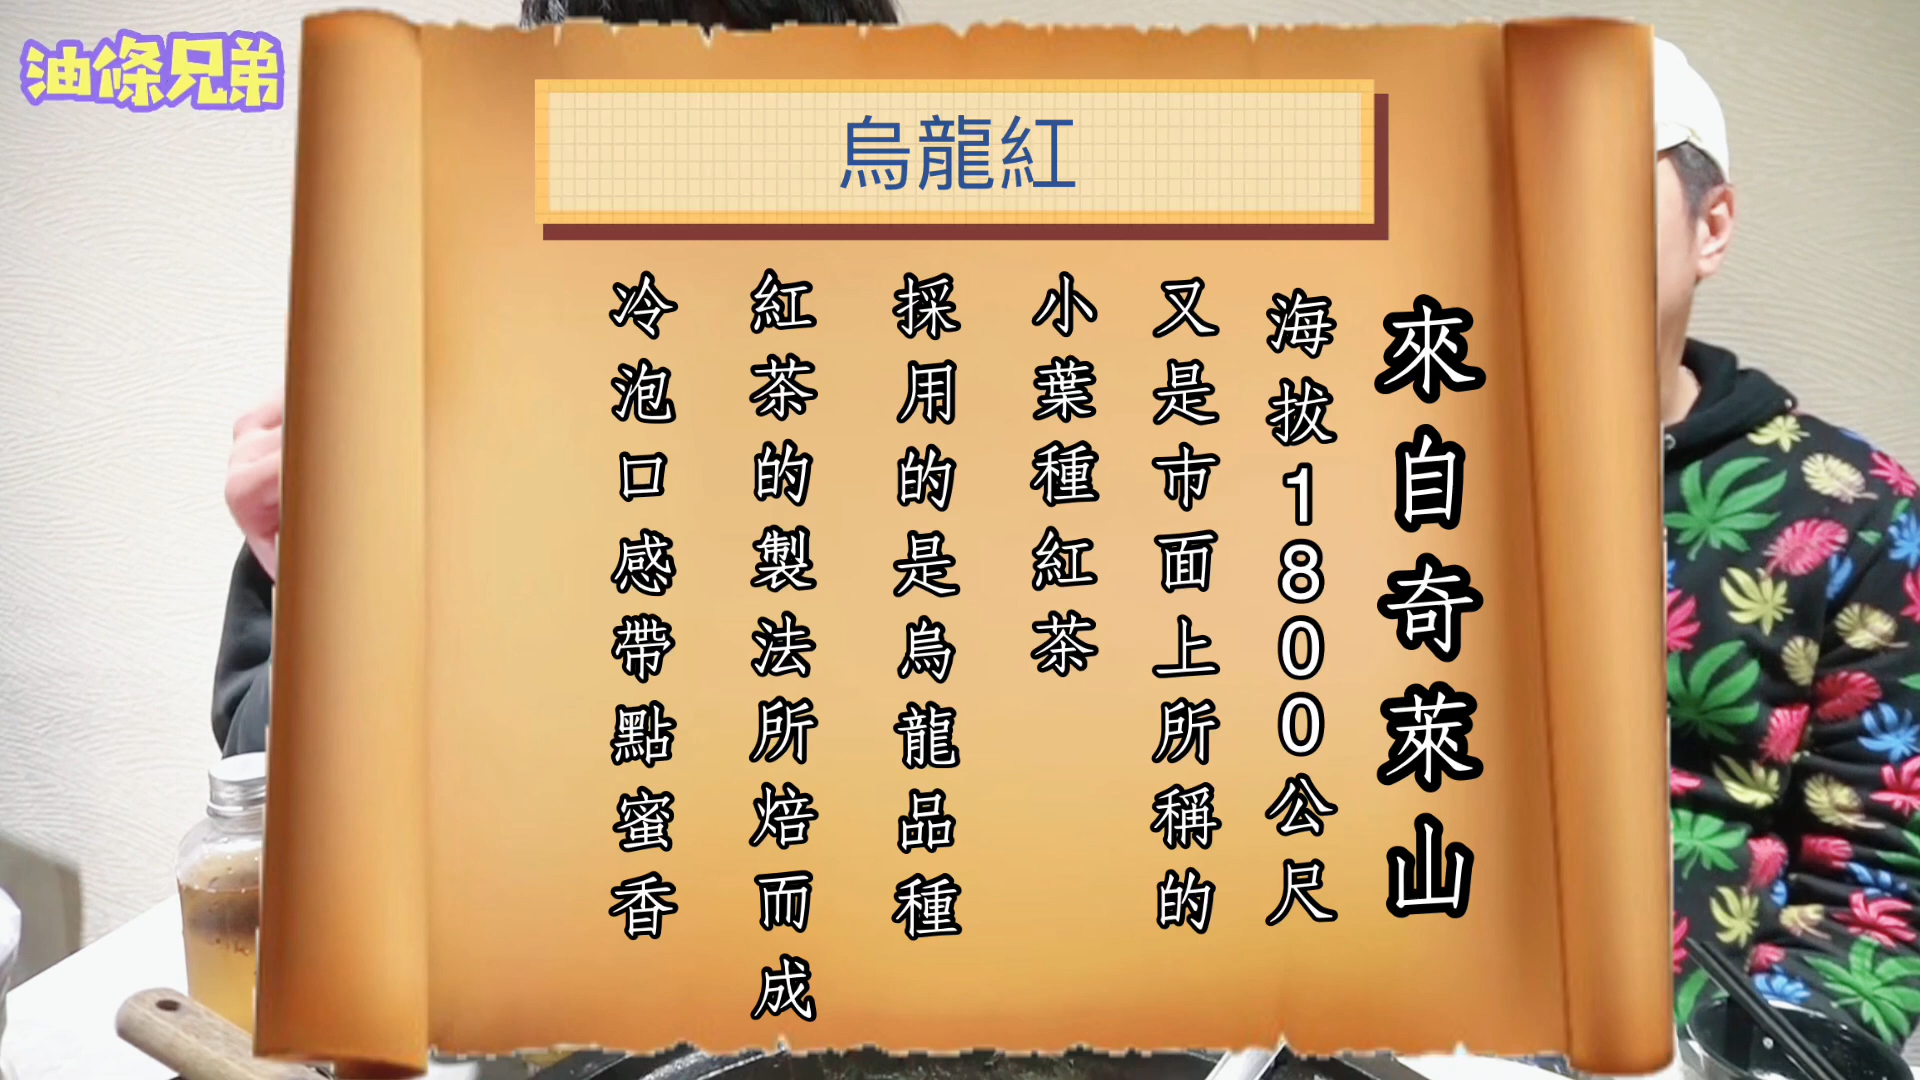 油條兄弟
烏龍紅
來自奇萊山
海拔1800公尺
又是市面上所稱的
小葉種紅茶
採用的是烏龍品種
紅茶的製法所焙而成
冷泡口感帶點蜜香